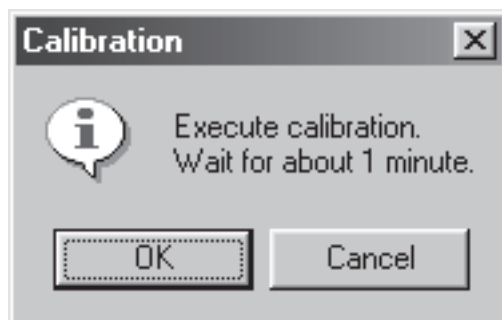 Calibration
Execute calibration.
Wait for about 1 minute.
OK Cancel